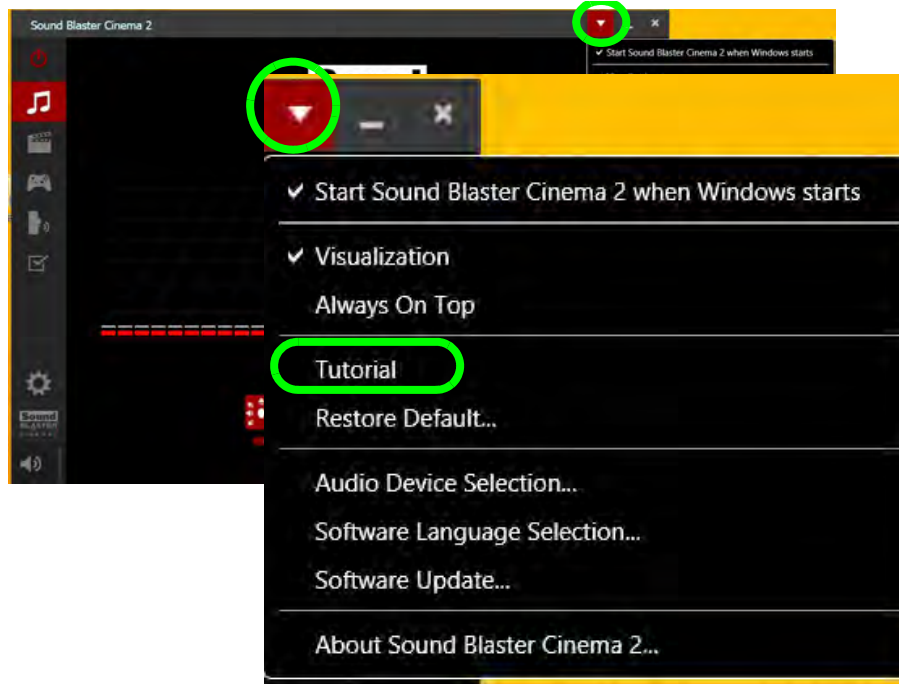 Sound Blaster Cinema 2
✔ Start Sound Blaster Cinema 2 when Windows starts
✔ Start Sound Blaster Cinema 2 when Windows starts
✔ Visualization
Always On Top
Tutorial
Restore Default...
Audio Device Selection...
Software Language Selection...
Software Update...
About Sound Blaster Cinema 2...
Sound
BLASTER